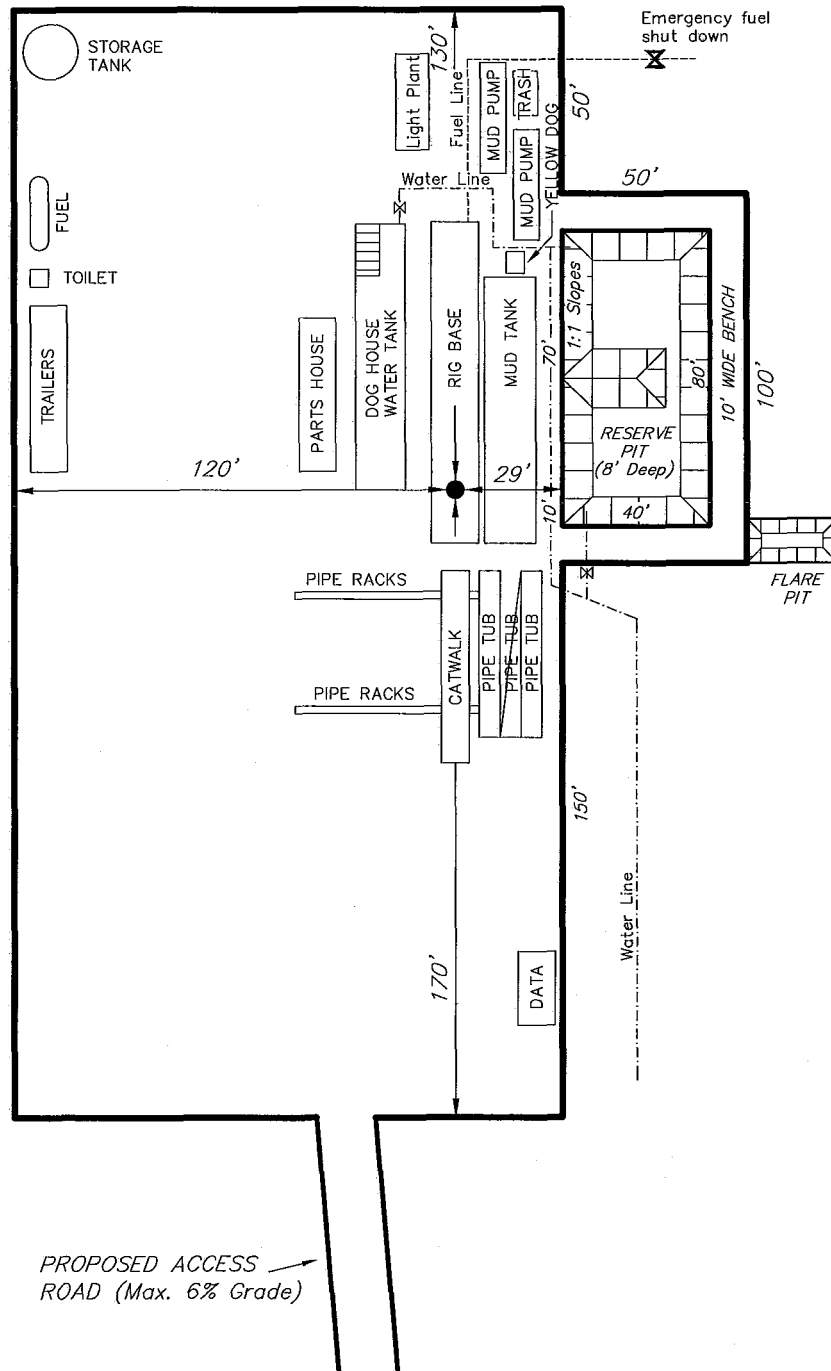 Emergency fuel
shut down
STORAGE
TANK
130'
Light Plant
Fuel Line
MUD PUMP
TRASH
MUD PUMP
YELLOW DOG
50'
50'
Water Line
FUEL
TOILET
TRAILERS
PARTS HOUSE
DOG HOUSE
WATER TANK
RIG BASE
MUD TANK
70'
1:1 Slopes
80'
10' WIDE BENCH
100'
RESERVE
PIT
(8' Deep)
120'
29'
10'
40'
FLARE
PIT
PIPE RACKS
PIPE RACKS
CATWALK
PIPE TUB
PIPE TUB
PIPE TUB
150'
Water Line
170'
DATA
PROPOSED ACCESS
ROAD (Max. 6% Grade)